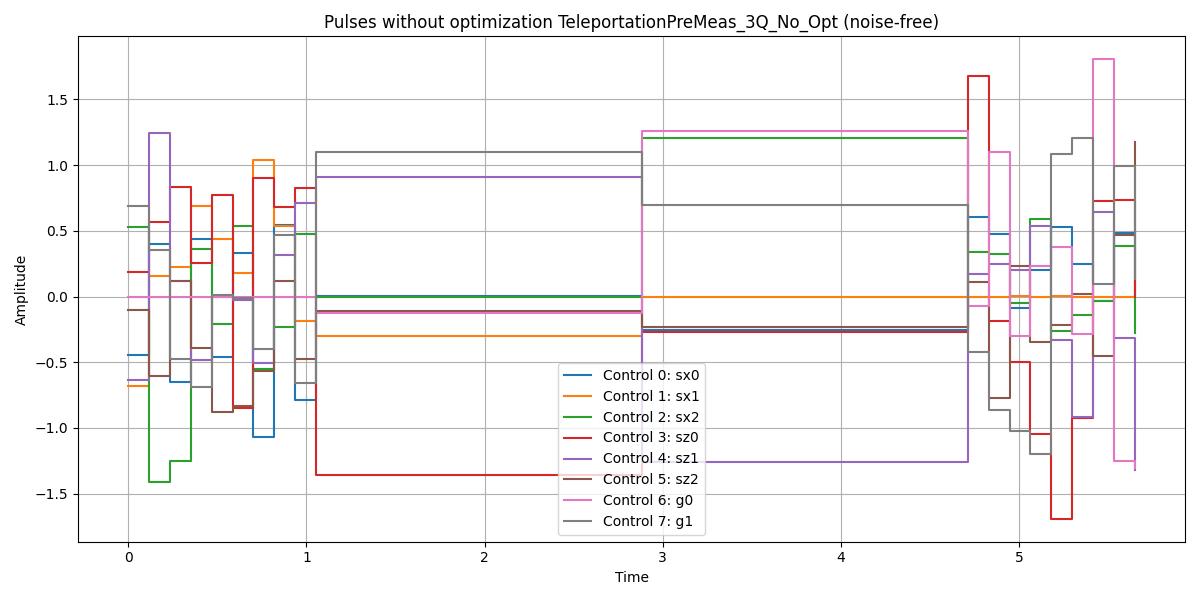 Pulses without optimization TeleportationPreMeas_3Q_No_Opt (noise-free)
Amplitude
1.5
1.0
0.5
0.0
−0.5
−1.0
−1.5
Control 0: sx0
Control 1: sx1
Control 2: sx2
Control 3: sz0
Control 4: sz1
Control 5: sz2
Control 6: g0
Control 7: g1
0 1 2 3 4 5
Time